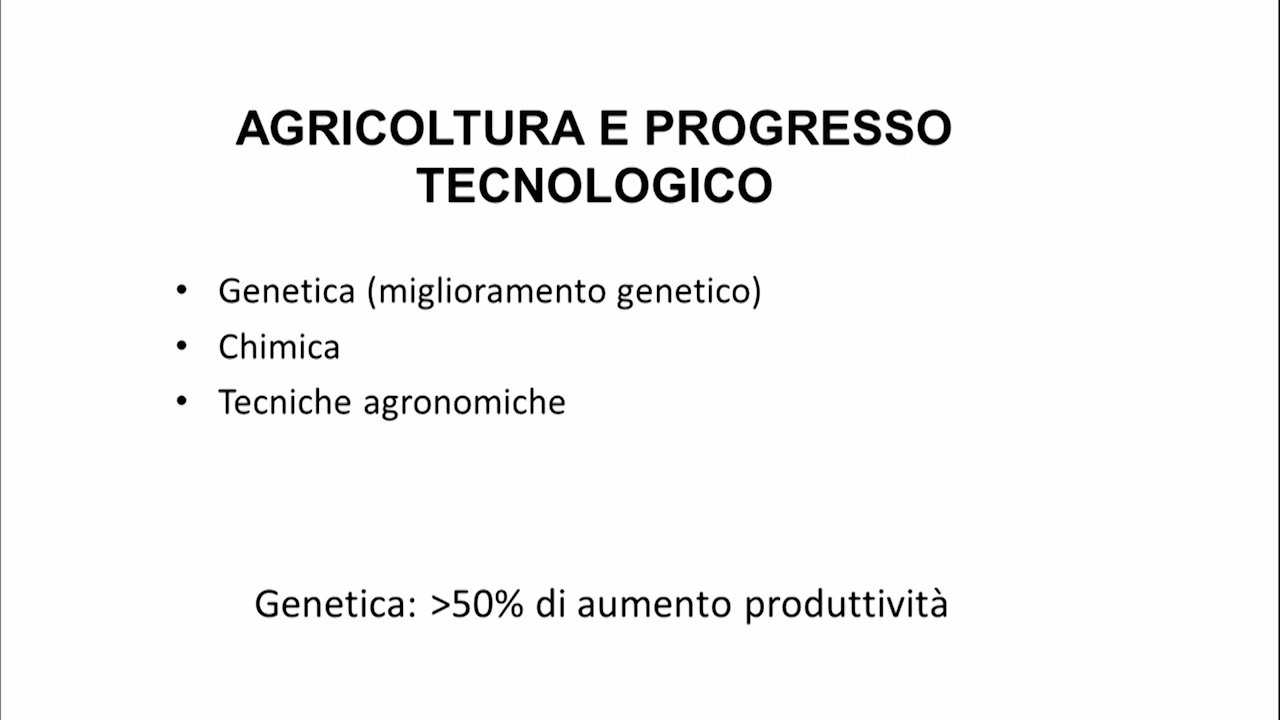 AGRICOLTURA E PROGRESSO
TECNOLOGICO
• Genetica (miglioramento genetico)
• Chimica
• Tecniche agronomiche
Genetica: >50% di aumento produttività